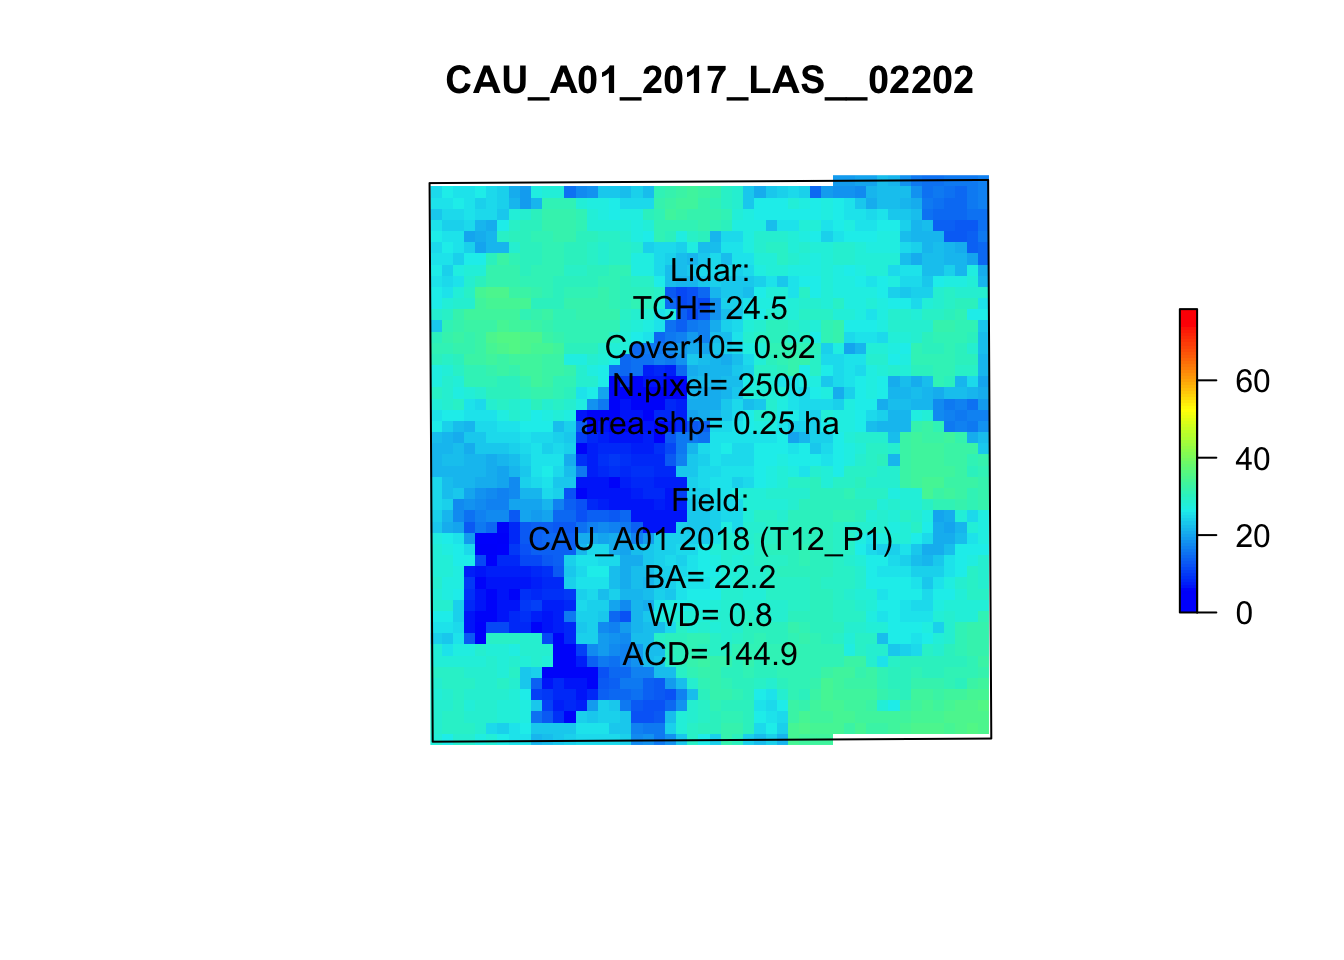 CAU_A01_2017_LAS__02202
Lidar:
TCH= 24.5
Cover10= 0.92
N.pixel= 2500
area.shp= 0.25 ha
Field:
CAU_A01 2018 (T12_P1)
BA= 22.2
WD= 0.8
ACD= 144.9
60
40
20
0